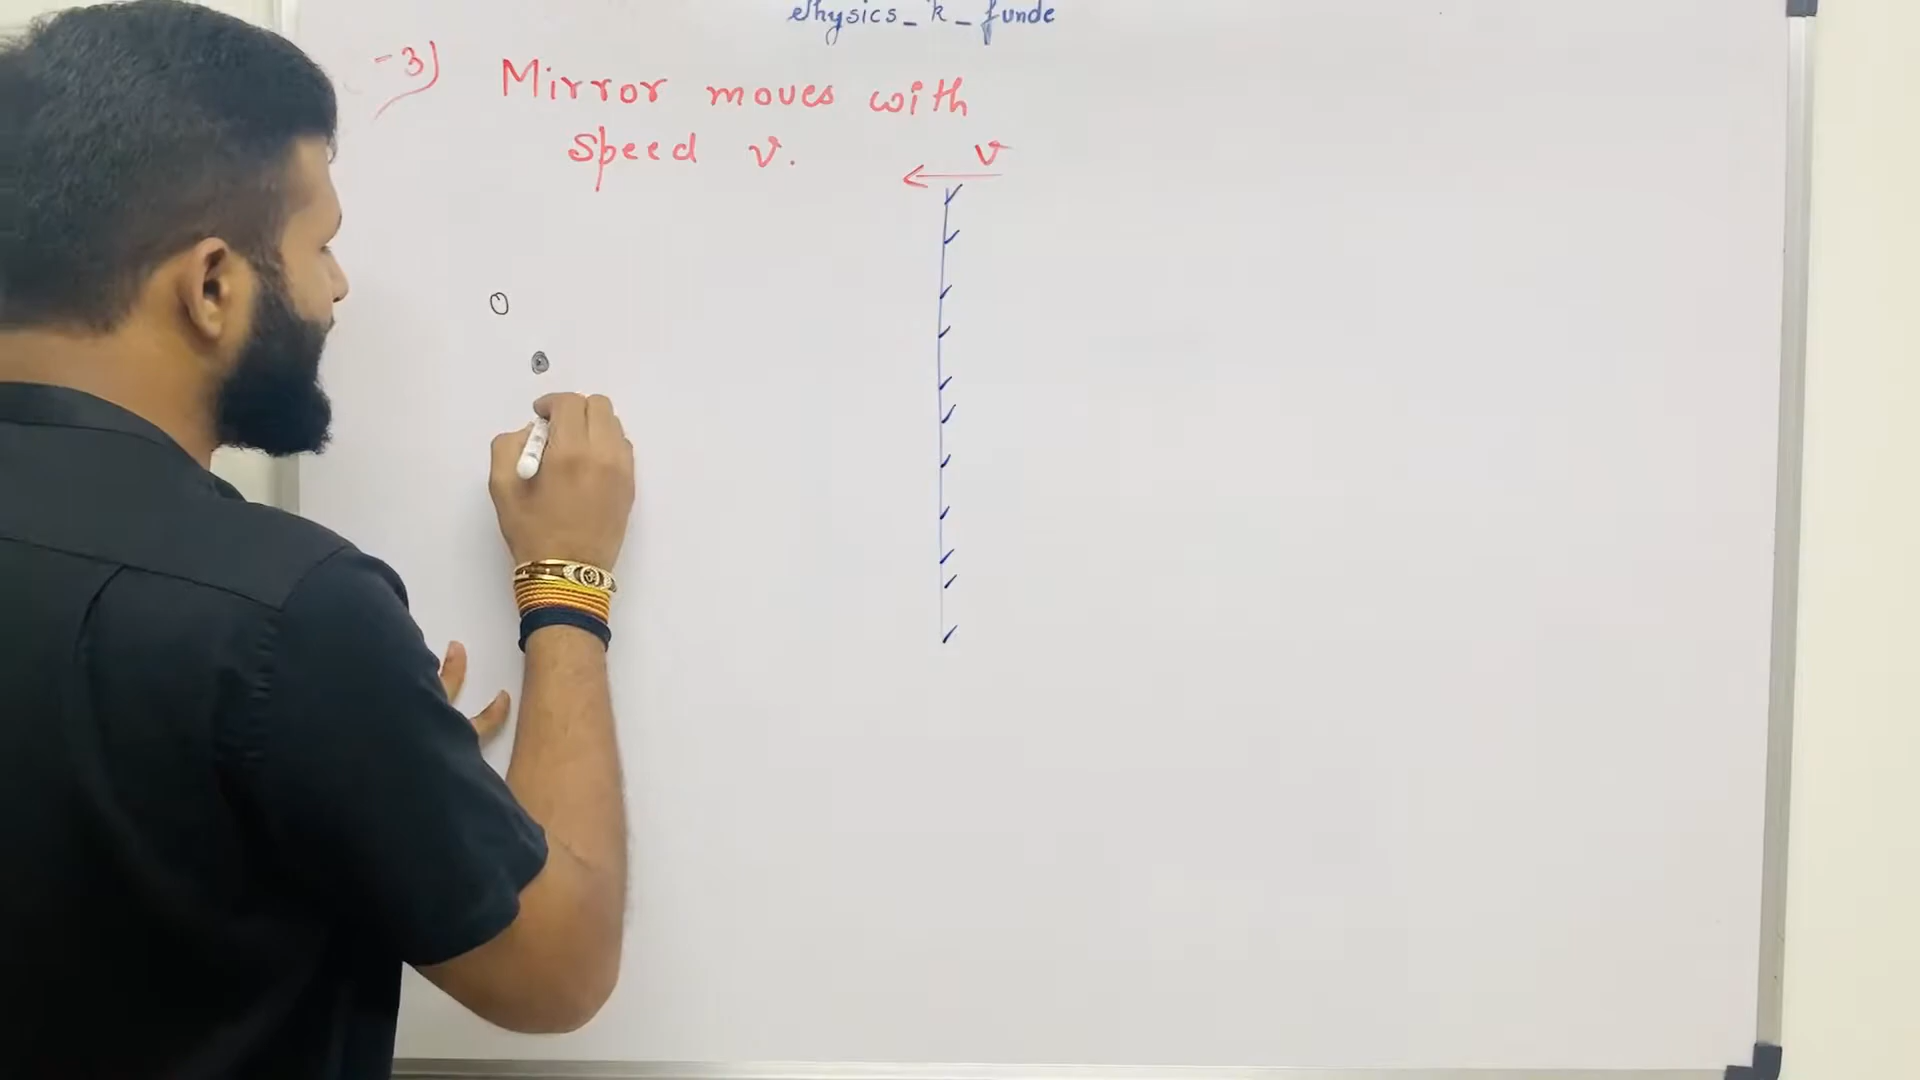 Physics_k_funde
-3) Mirror moves with
speed v.
v
O